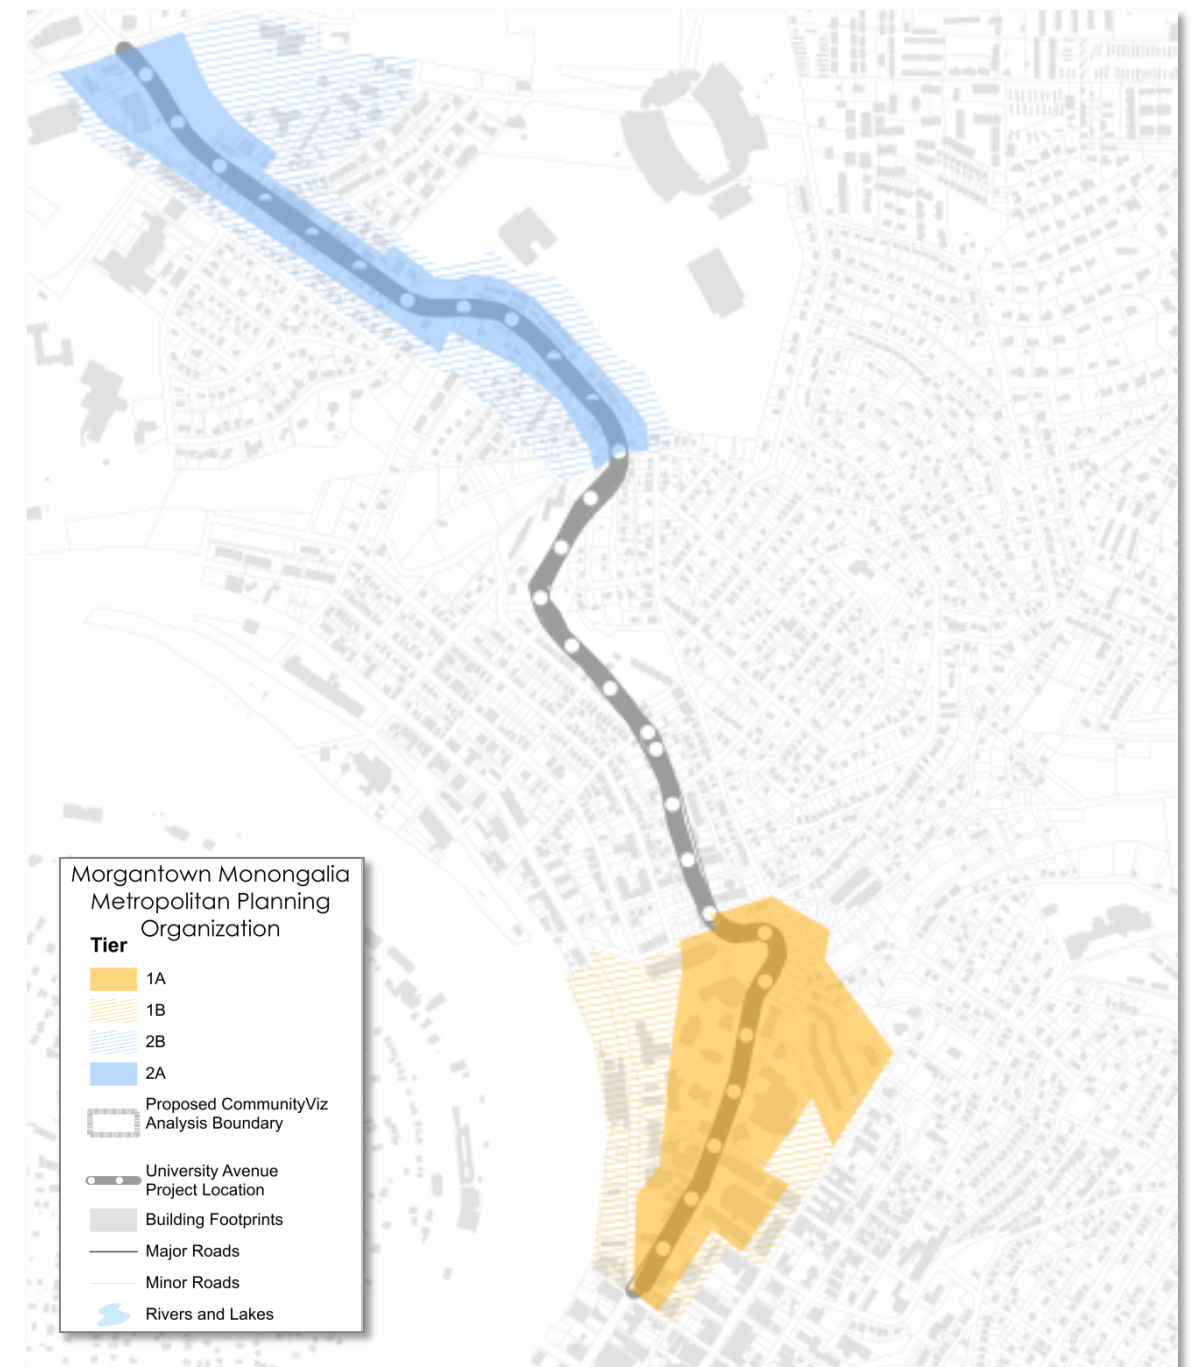 Morgantown Monongalia
Metropolitan Planning
Organization
Tier
1A
1B
2B
2A
Proposed CommunityViz
Analysis Boundary
University Avenue
Project Location
Building Footprints
Major Roads
Minor Roads
Rivers and Lakes